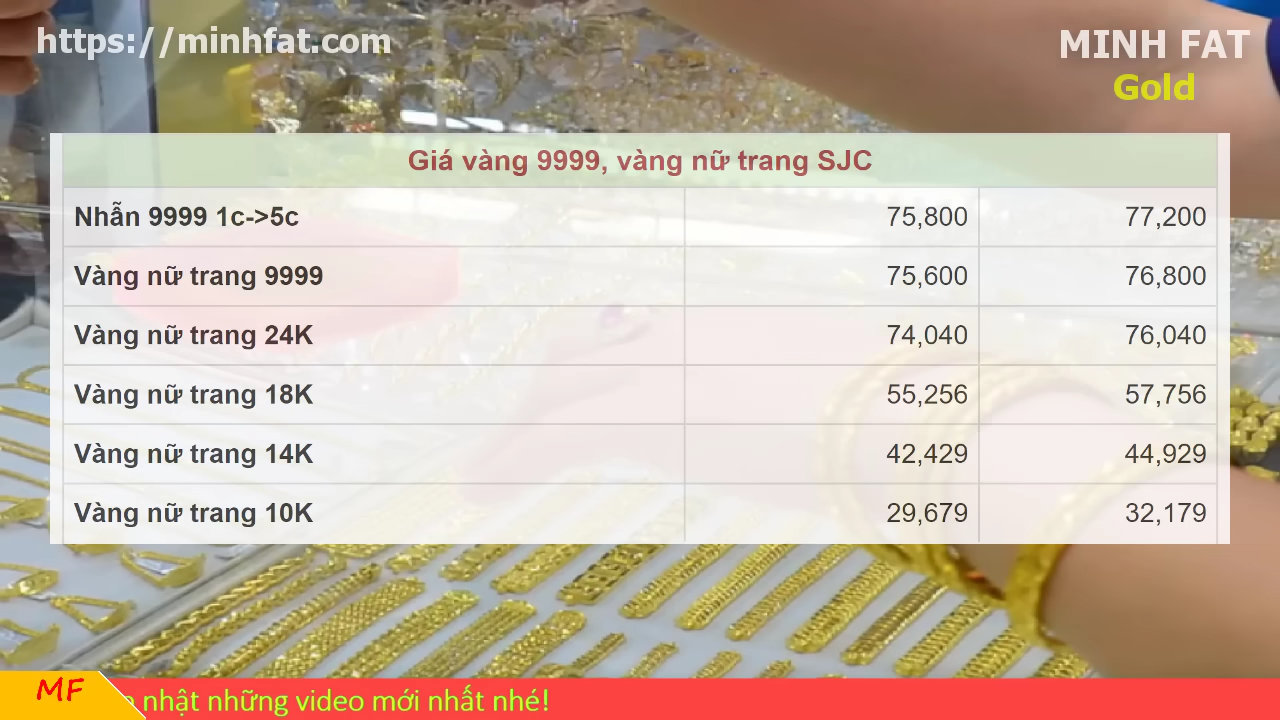 https://minhfat.com
MINH FAT
Gold
Giá vàng 9999, vàng nữ trang SJC
Nhẫn 9999 1c->5c 75,800 77,200
Vàng nữ trang 9999 75,600 76,800
Vàng nữ trang 24K 74,040 76,040
Vàng nữ trang 18K 55,256 57,756
Vàng nữ trang 14K 42,429 44,929
Vàng nữ trang 10K 29,679 32,179
MF
nhật những video mới nhất nhé!